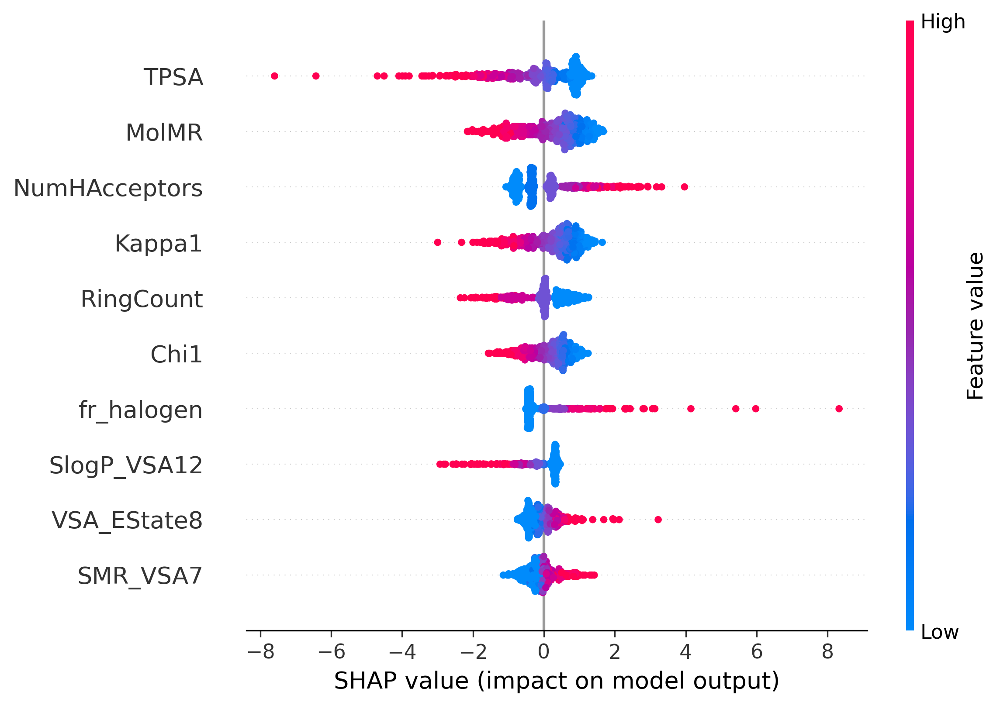 High
TPSA
MolMR
NumHAcceptors
Kappa1
RingCount
Chi1
fr_halogen
SlogP_VSA12
VSA_EState8
SMR_VSA7
Feature value
Low
−8 −6 −4 −2 0 2 4 6 8
SHAP value (impact on model output)